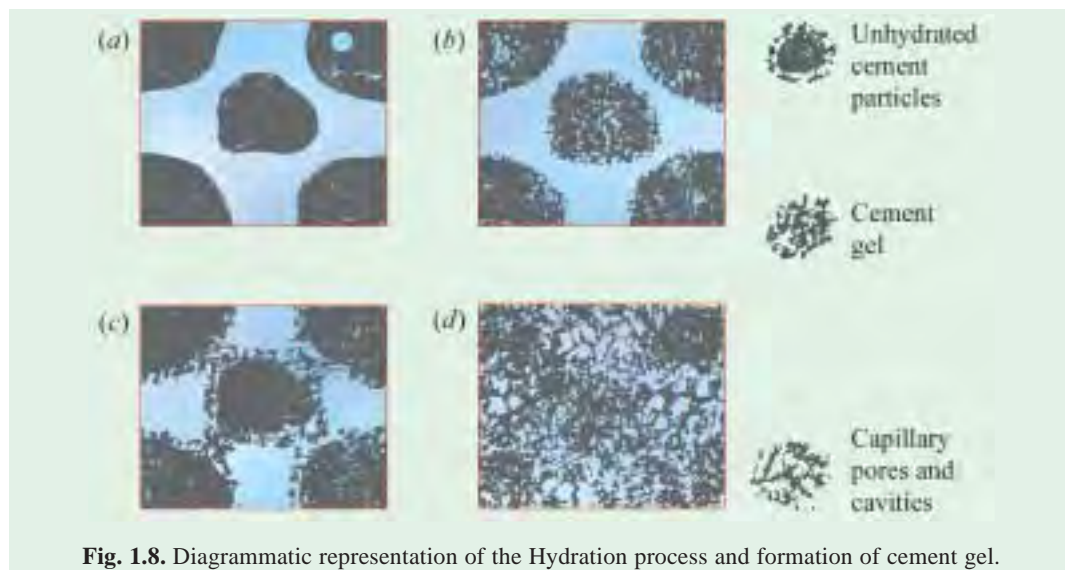 (a)
(b)
Unhydrated
cement
particles
Cement
gel
(c)
(d)
Capillary
pores and
cavities
Fig. 1.8. Diagrammatic representation of the Hydration process and formation of cement gel.